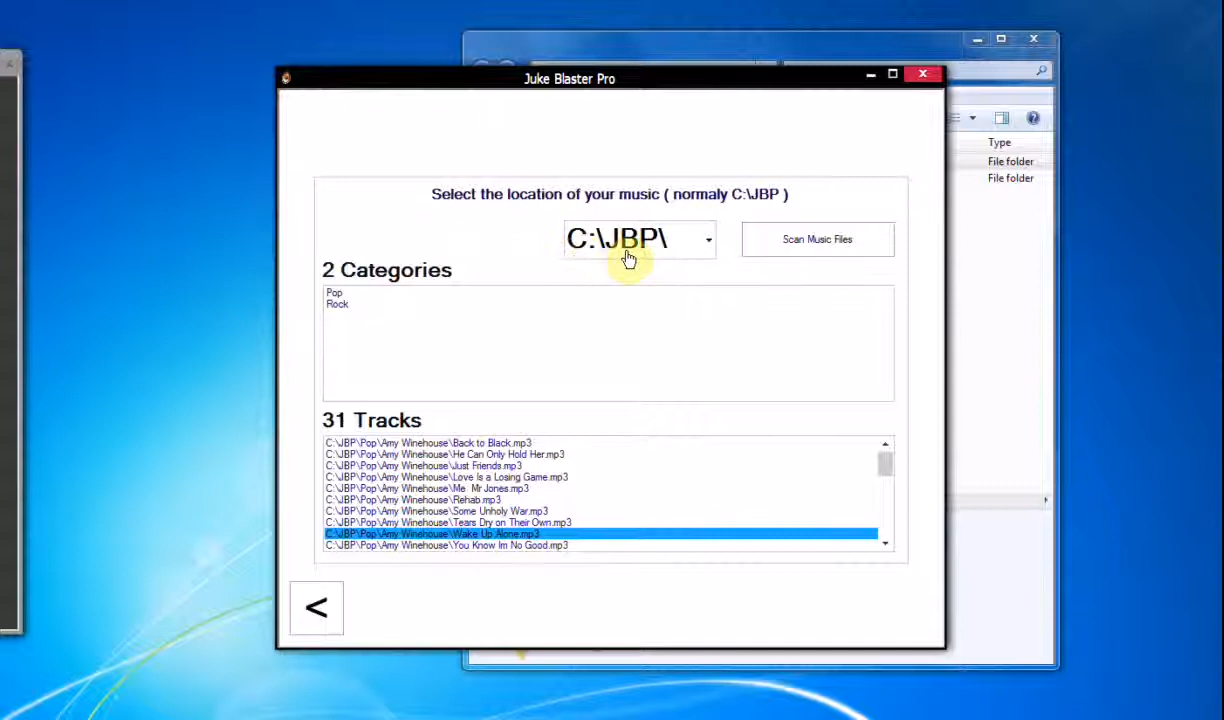 Juke Blaster Pro
Type
File folder
File folder
Select the location of your music ( normaly C:\JBP )
C:\JBP\
Scan Music Files
2 Categories
Pop
Rock
31 Tracks
C:\JBP\Pop\Amy Winehouse\Back to Black.mp3
C:\JBP\Pop\Amy Winehouse\He Can Only Hold Her.mp3
C:\JBP\Pop\Amy Winehouse\Just Friends.mp3
C:\JBP\Pop\Amy Winehouse\Love Is a Losing Game.mp3
C:\JBP\Pop\Amy Winehouse\Me  Mr Jones.mp3
C:\JBP\Pop\Amy Winehouse\Rehab.mp3
C:\JBP\Pop\Amy Winehouse\Some Unholy War.mp3
C:\JBP\Pop\Amy Winehouse\Tears Dry on Their Own.mp3
C:\JBP\Pop\Amy Winehouse\Wake Up Alone.mp3
C:\JBP\Pop\Amy Winehouse\You Know Im No Good.mp3
<